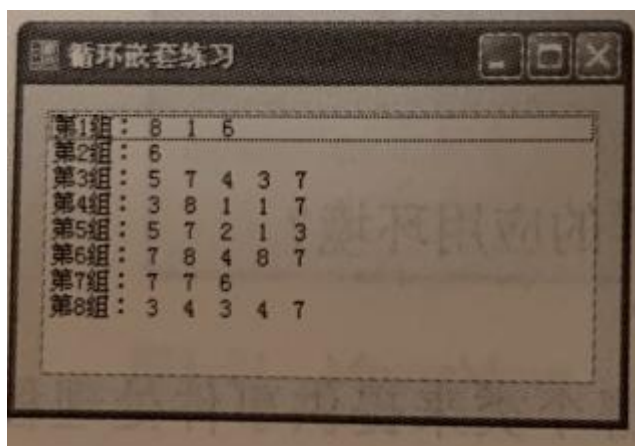 循环嵌套练习
第1组： 8 1 6
第2组： 6
第3组： 5 7 4 3 7
第4组： 3 8 1 1 7
第5组： 5 7 2 1 3
第6组： 7 8 4 8 7
第7组： 7 7 6
第8组： 3 4 3 4 7